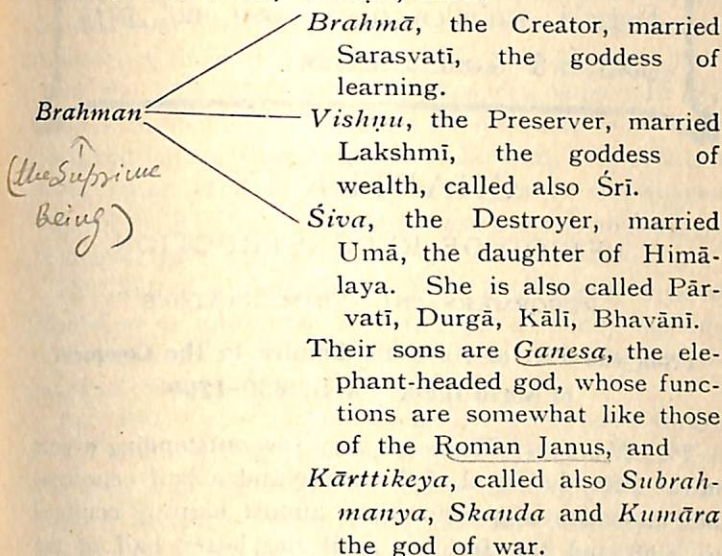 Brahmā, the Creator, married
Sarasvatī, the goddess of
learning.
Brahman
Vishṇu, the Preserver, married
Lakshmī, the goddess of
wealth, called also Śrī.
(the Suprime
Being)
Śiva, the Destroyer, married
Umā, the daughter of Himā-
laya. She is also called Pār-
vatī, Durgā, Kālī, Bhavānī.
Their sons are Ganesa, the ele-
phant-headed god, whose func-
tions are somewhat like those
of the Roman Janus, and
Kārttikeya, called also Subrah-
manya, Skanda and Kumāra
the god of war.